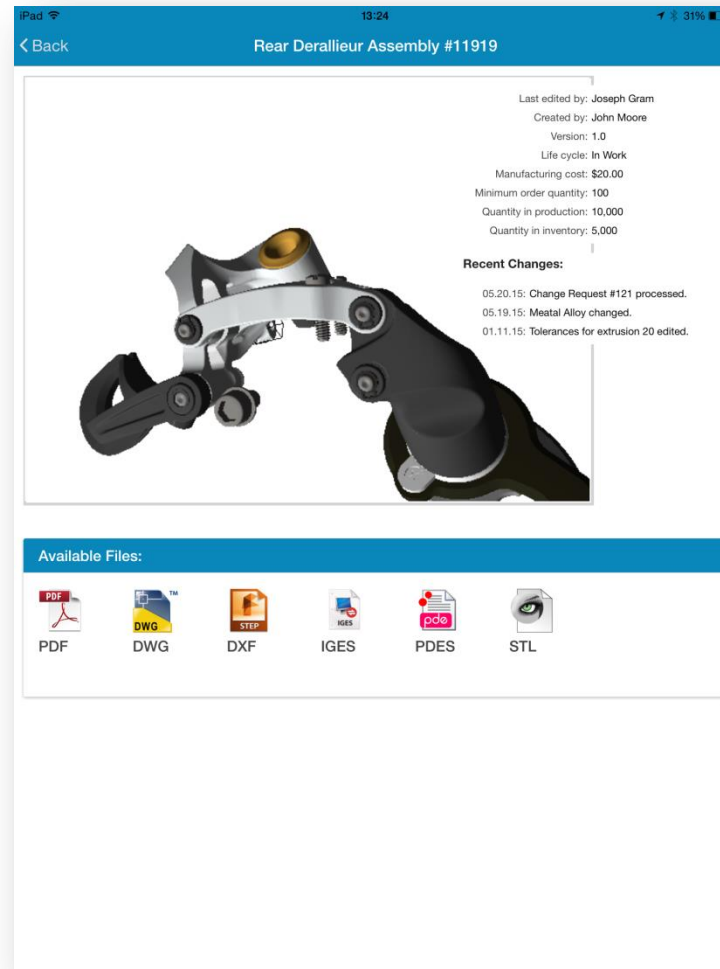 iPad 13:24 31%
Back Rear Derallieur Assembly #11919
Last edited by: Joseph Gram
Created by: John Moore
Version: 1.0
Life cycle: In Work
Manufacturing cost: $20.00
Minimum order quantity: 100
Quantity in production: 10,000
Quantity in inventory: 5,000
Recent Changes:
05.20.15: Change Request #121 processed.
05.19.15: Meatal Alloy changed.
01.11.15: Tolerances for extrusion 20 edited.
Available Files:
PDF DWG ™ STEP IGES pde
PDF DWG DXF IGES PDES STL